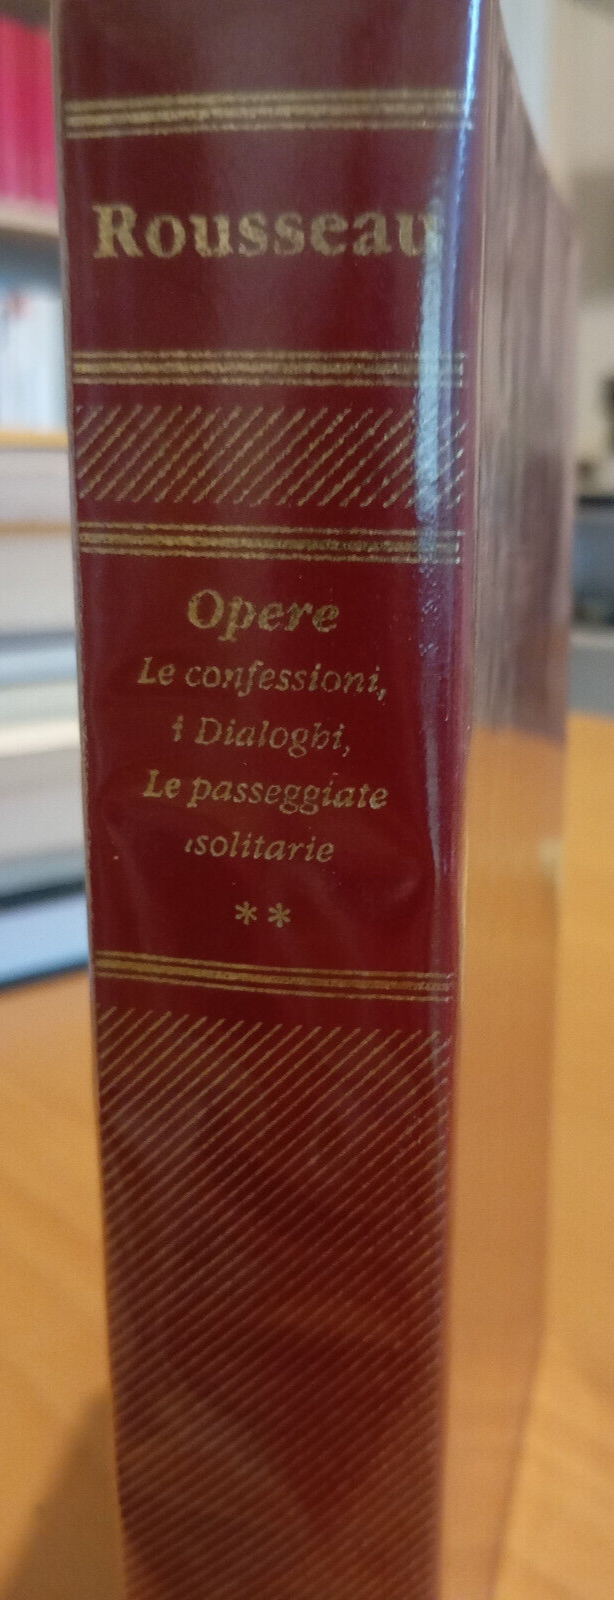 Rousseau
Opere
Le confessioni,
i Dialoghi,
Le passeggiate
solitarie
**